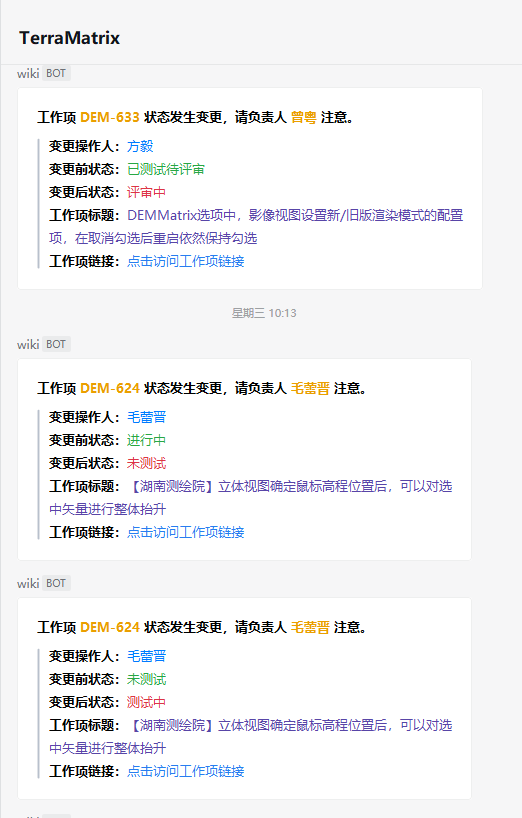 TerraMatrix
wiki BOT
工作项 DEM-633 状态发生变更，请负责人 曾粤 注意。
变更操作人：方毅
变更前状态：已测试待评审
变更后状态：评审中
工作项标题：DEMMatrix选项中，影像视图设置新/旧版渲染模式的配置
项，在取消勾选后重启依然保持勾选
工作项链接：点击访问工作项链接
星期三 10:13
wiki BOT
工作项 DEM-624 状态发生变更，请负责人 毛蕾晋 注意。
变更操作人：毛蕾晋
变更前状态：进行中
变更后状态：未测试
工作项标题：【湖南测绘院】立体视图确定鼠标高程位置后，可以对选
中矢量进行整体抬升
工作项链接：点击访问工作项链接
wiki BOT
工作项 DEM-624 状态发生变更，请负责人 毛蕾晋 注意。
变更操作人：毛蕾晋
变更前状态：未测试
变更后状态：测试中
工作项标题：【湖南测绘院】立体视图确定鼠标高程位置后，可以对选
中矢量进行整体抬升
工作项链接：点击访问工作项链接